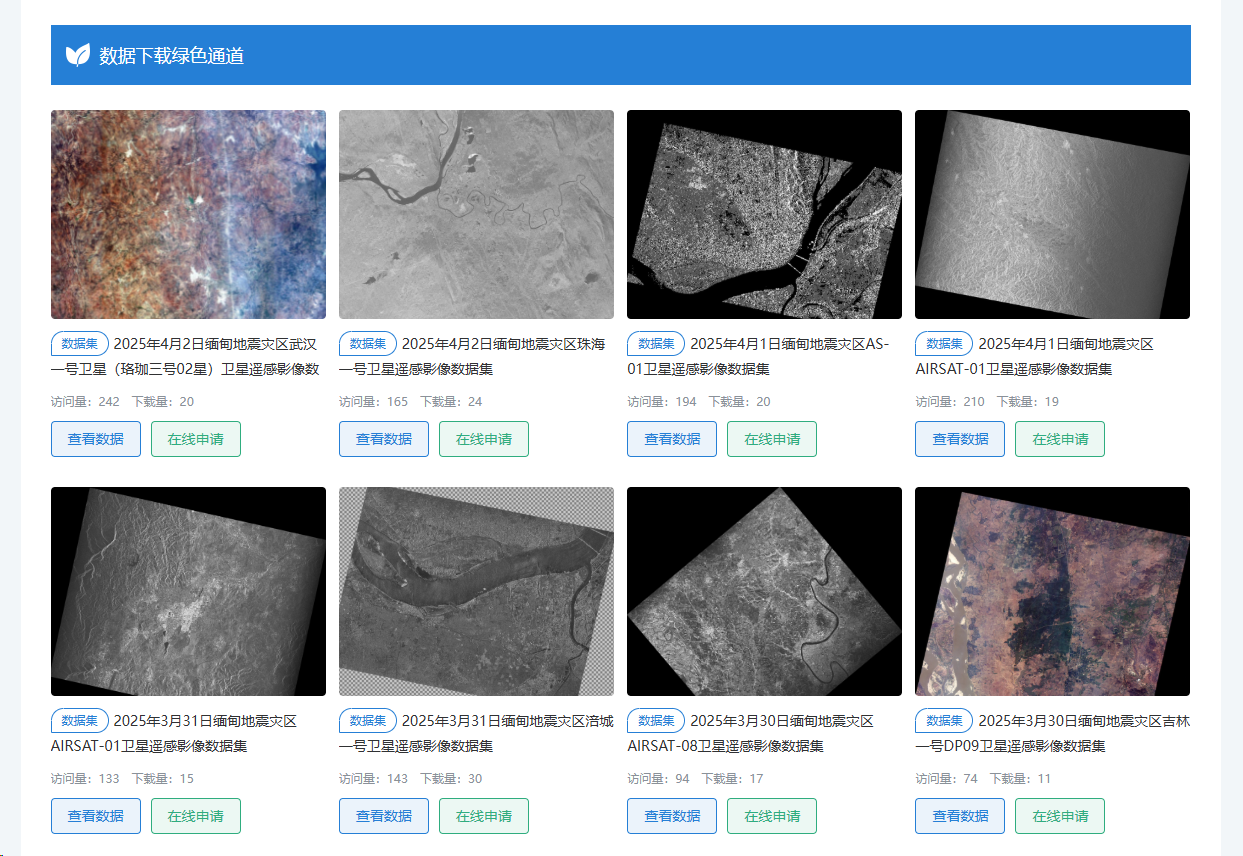 数据下载绿色通道
数据集 2025年4月2日缅甸地震灾区武汉
一号卫星（珞珈三号02星）卫星遥感影像数
访问量：242 下载量：20
查看数据 在线申请
数据集 2025年4月2日缅甸地震灾区珠海
一号卫星遥感影像数据集
访问量：165 下载量：24
查看数据 在线申请
数据集 2025年4月1日缅甸地震灾区AS-
01卫星遥感影像数据集
访问量：194 下载量：20
查看数据 在线申请
数据集 2025年4月1日缅甸地震灾区
AIRSAT-01卫星遥感影像数据集
访问量：210 下载量：19
查看数据 在线申请
数据集 2025年3月31日缅甸地震灾区
AIRSAT-01卫星遥感影像数据集
访问量：133 下载量：15
查看数据 在线申请
数据集 2025年3月31日缅甸地震灾区涪城
一号卫星遥感影像数据集
访问量：143 下载量：30
查看数据 在线申请
数据集 2025年3月30日缅甸地震灾区
AIRSAT-08卫星遥感影像数据集
访问量：94 下载量：17
查看数据 在线申请
数据集 2025年3月30日缅甸地震灾区吉林
一号DP09卫星遥感影像数据集
访问量：74 下载量：11
查看数据 在线申请